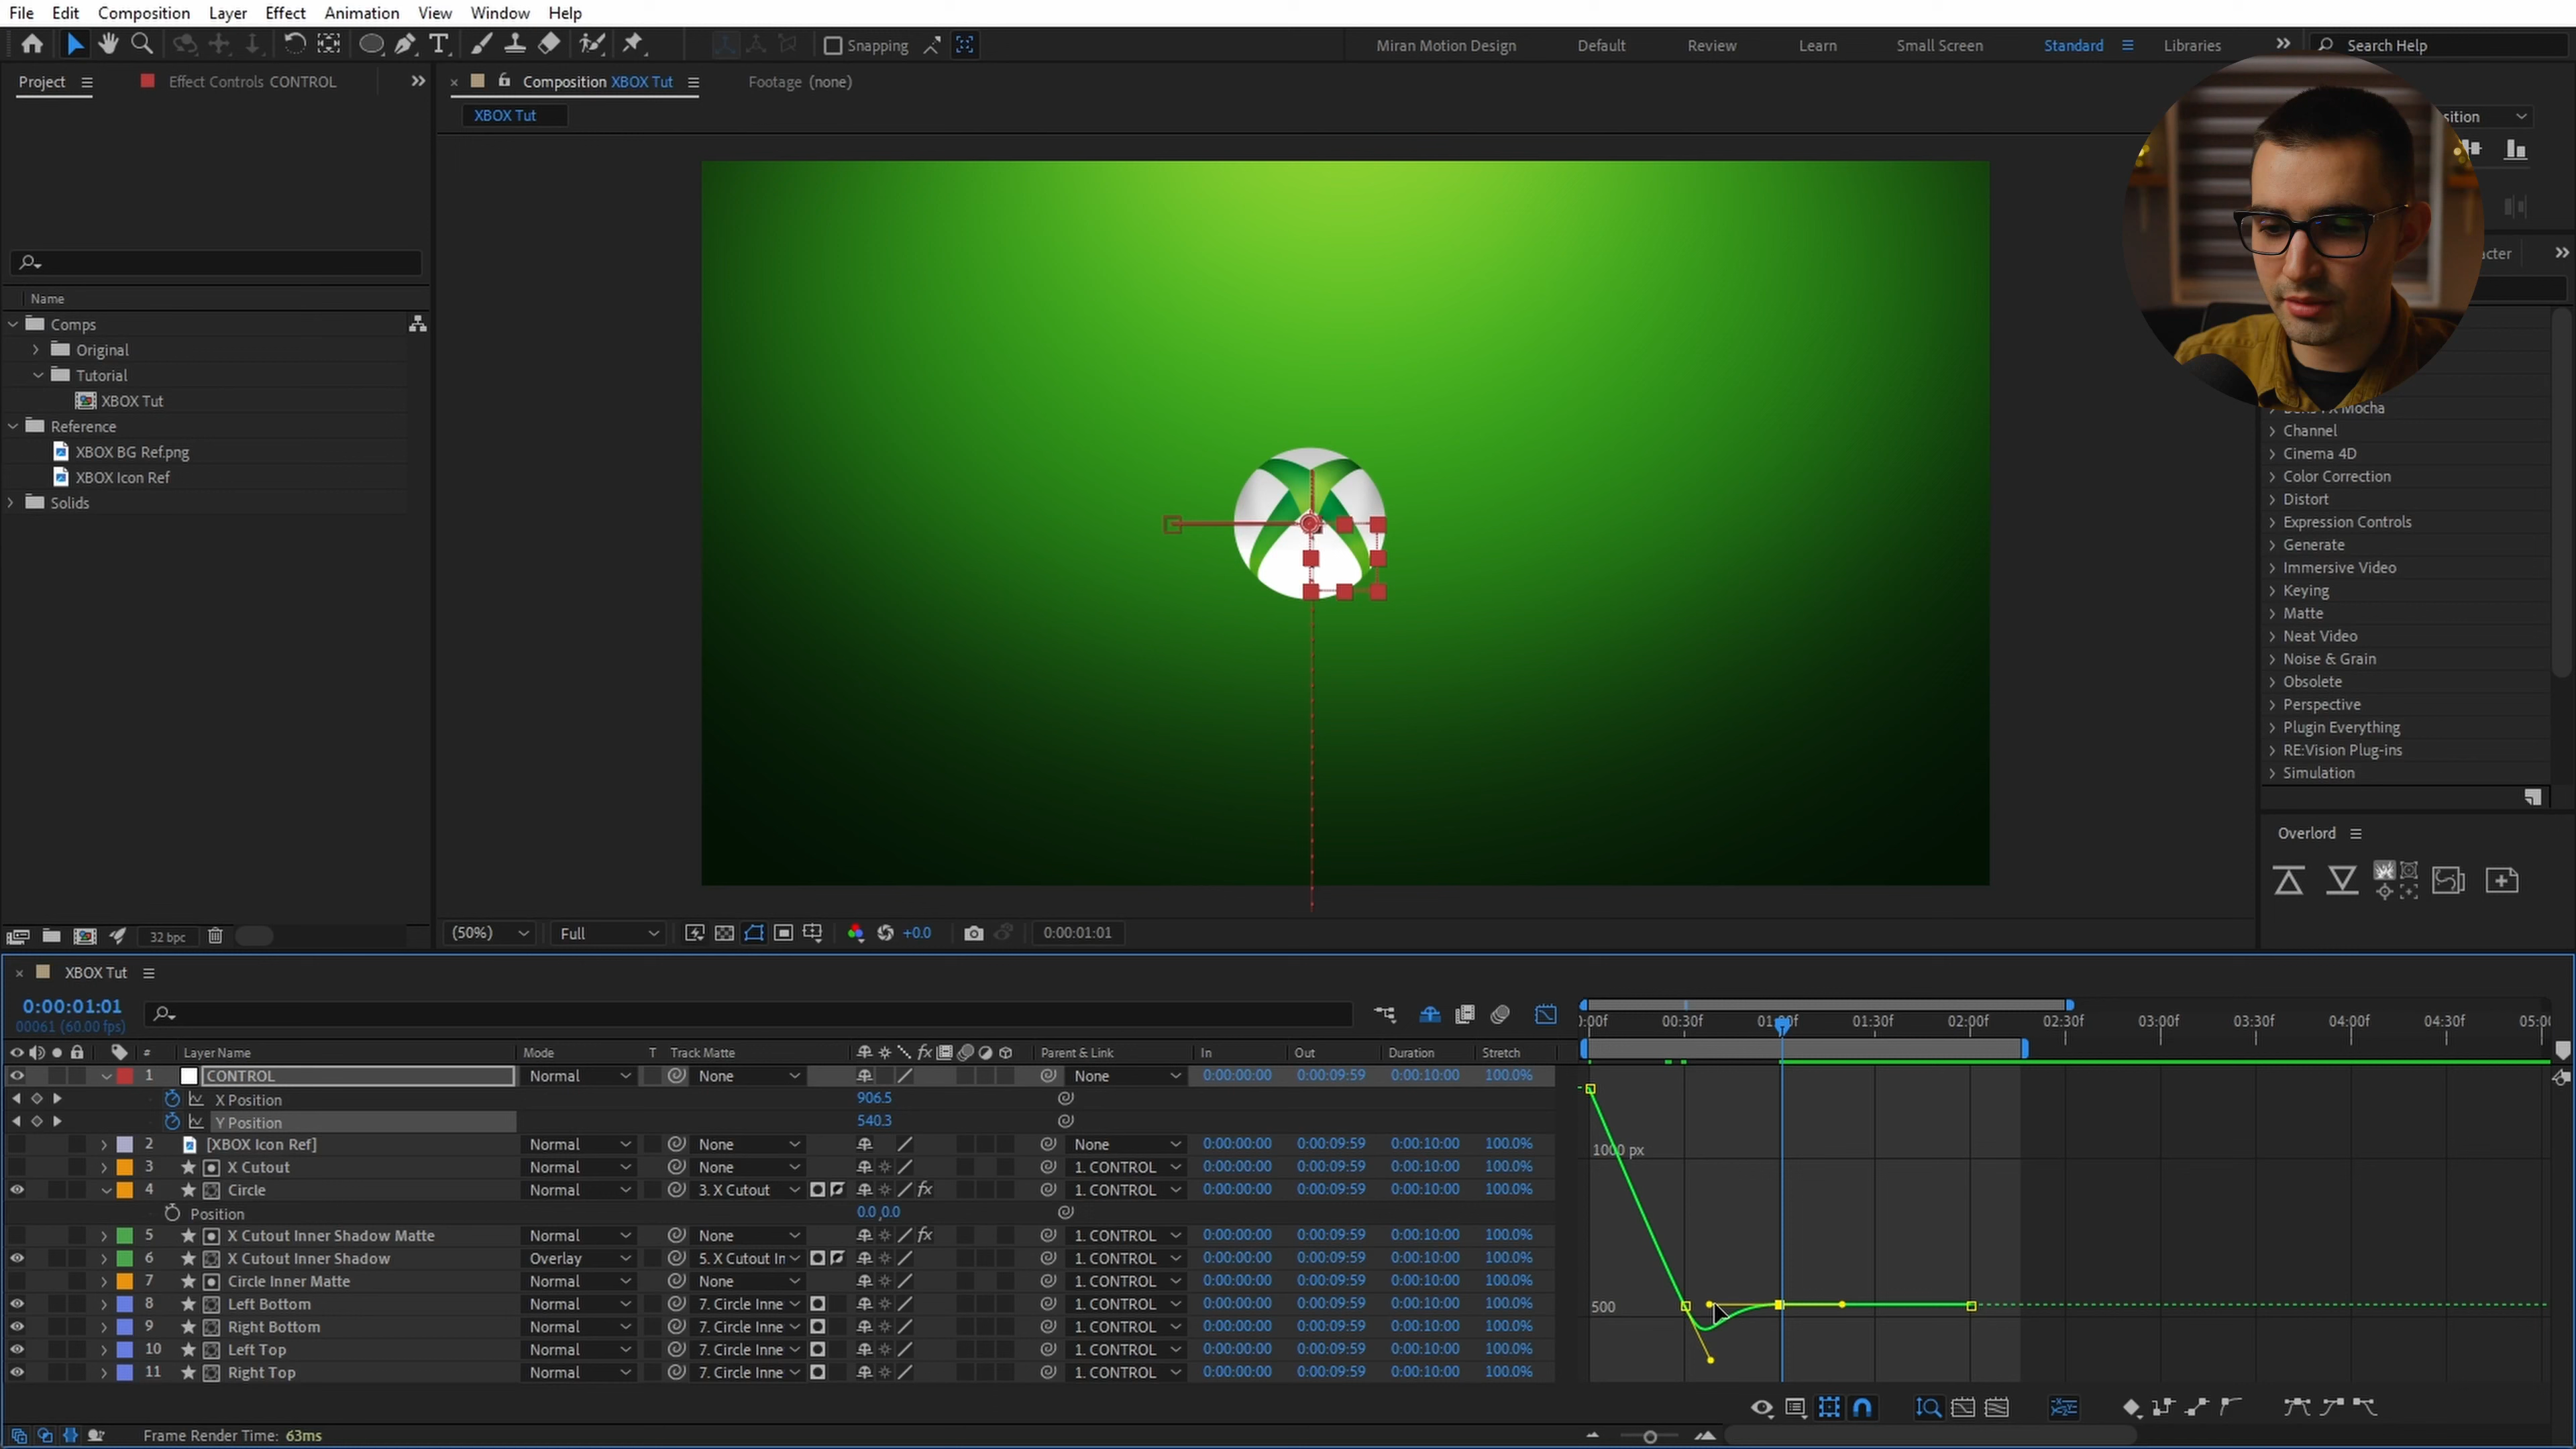 File Edit Composition Layer Effect Animation View Window Help
Snapping Miran Motion Design Default Review Learn Small Screen Standard Libraries Search Help
Project Effect Controls CONTROL
Composition XBOX Tut Footage (none)
XBOX Tut
Name
Comps
Original
Tutorial
XBOX Tut
Reference
XBOX BG Ref.png
XBOX Icon Ref
Solids
32 bpc
(50%) Full +0.0 0:00:01:01
sition
cter
Mocha
Channel
Cinema 4D
Color Correction
Distort
Expression Controls
Generate
Immersive Video
Keying
Matte
Neat Video
Noise & Grain
Obsolete
Perspective
Plugin Everything
RE:Vision Plug-ins
Simulation
Overlord
XBOX Tut
0:00:01:01
00061 (60.00 fps)
# Layer Name Mode T Track Matte fx Parent & Link In Out Duration Stretch
1 CONTROL Normal None None 0:00:00:00 0:00:09:59 0:00:10:00 100.0%
X Position 906.5
Y Position 540.3
2 [XBOX Icon Ref] Normal None None 0:00:00:00 0:00:09:59 0:00:10:00 100.0%
3 X Cutout Normal None 1. CONTROL 0:00:00:00 0:00:09:59 0:00:10:00 100.0%
4 Circle Normal 3. X Cutout fx 1. CONTROL 0:00:00:00 0:00:09:59 0:00:10:00 100.0%
Position 0.0,0.0
5 X Cutout Inner Shadow Matte Normal None fx 1. CONTROL 0:00:00:00 0:00:09:59 0:00:10:00 100.0%
6 X Cutout Inner Shadow Overlay 5. X Cutout Ir 1. CONTROL 0:00:00:00 0:00:09:59 0:00:10:00 100.0%
7 Circle Inner Matte Normal None 1. CONTROL 0:00:00:00 0:00:09:59 0:00:10:00 100.0%
8 Left Bottom Normal 7. Circle Inne 1. CONTROL 0:00:00:00 0:00:09:59 0:00:10:00 100.0%
9 Right Bottom Normal 7. Circle Inne 1. CONTROL 0:00:00:00 0:00:09:59 0:00:10:00 100.0%
10 Left Top Normal 7. Circle Inne 1. CONTROL 0:00:00:00 0:00:09:59 0:00:10:00 100.0%
11 Right Top Normal 7. Circle Inne 1. CONTROL 0:00:00:00 0:00:09:59 0:00:10:00 100.0%
:00f 00:30f 01:00f 01:30f 02:00f 02:30f 03:00f 03:30f 04:00f 04:30f 05:0
1000 px
500
Frame Render Time: 63ms